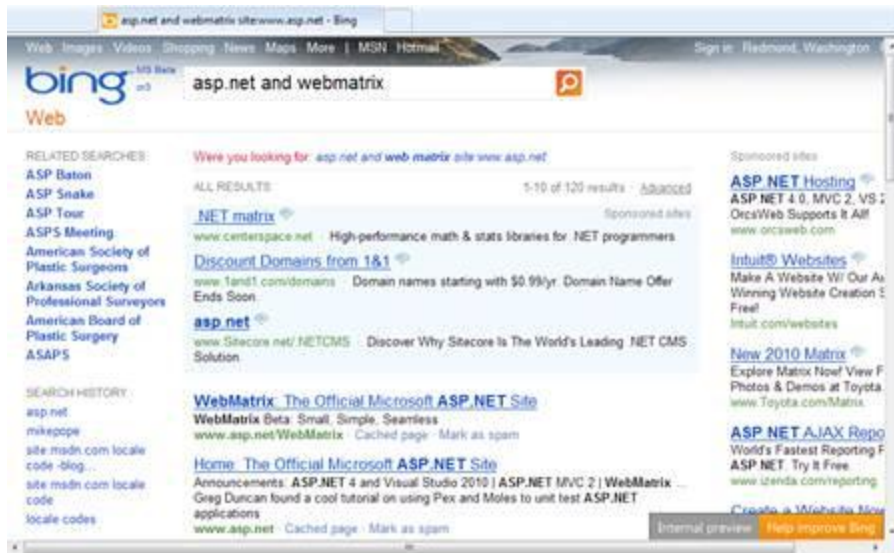 asp.net and webmatrix site:www.asp.net - Bing
Web Images Videos Shopping News Maps More | MSN Hotmail
Sign in Redmond, Washington
bing MS Beta
m3
asp.net and webmatrix
Web
RELATED SEARCHES
ASP Baton
ASP Snake
ASP Tour
ASPS Meeting
American Society of
Plastic Surgeons
Arkansas Society of
Professional Surveyors
American Board of
Plastic Surgery
ASAPS
SEARCH HISTORY
asp.net
mikepope
site msdn.com locale
code -blog...
site msdn.com locale
code
locale codes
Were you looking for: asp.net and web matrix site:www.asp.net
ALL RESULTS
1-10 of 120 results · Advanced
.NET matrix
Sponsored sites
www.centerspace.net · High-performance math & stats libraries for .NET programmers
Discount Domains from 1&1
www.1and1.com/domains · Domain names starting with $0.99/yr. Domain Name Offer
Ends Soon.
asp.net
www.Sitecore.net/.NETCMS · Discover Why Sitecore Is The World's Leading .NET CMS
Solution.
WebMatrix: The Official Microsoft ASP.NET Site
WebMatrix Beta: Small, Simple, Seamless
www.asp.net/WebMatrix · Cached page · Mark as spam
Home: The Official Microsoft ASP.NET Site
Announcements: ASP.NET 4 and Visual Studio 2010 | ASP.NET MVC 2 | WebMatrix ...
Greg Duncan found a cool tutorial on using Pex and Moles to unit test ASP.NET
applications
www.asp.net · Cached page · Mark as spam
Sponsored sites
ASP.NET Hosting
ASP.NET 4.0, MVC 2, VS 2
OrcsWeb Supports It All!
www.orcsweb.com
Intuit® Websites
Make A Website W/ Our Au
Winning Website Creation S
Free!
Intuit.com/websites
New 2010 Matrix
Explore Matrix Now! View F
Photos & Demos at Toyota.
www.Toyota.com/Matrix
ASP.NET AJAX Repo
World's Fastest Reporting F
ASP.NET. Try It Free.
www.izenda.com/reporting
Create a Website Now
Internal preview
Help improve Bing